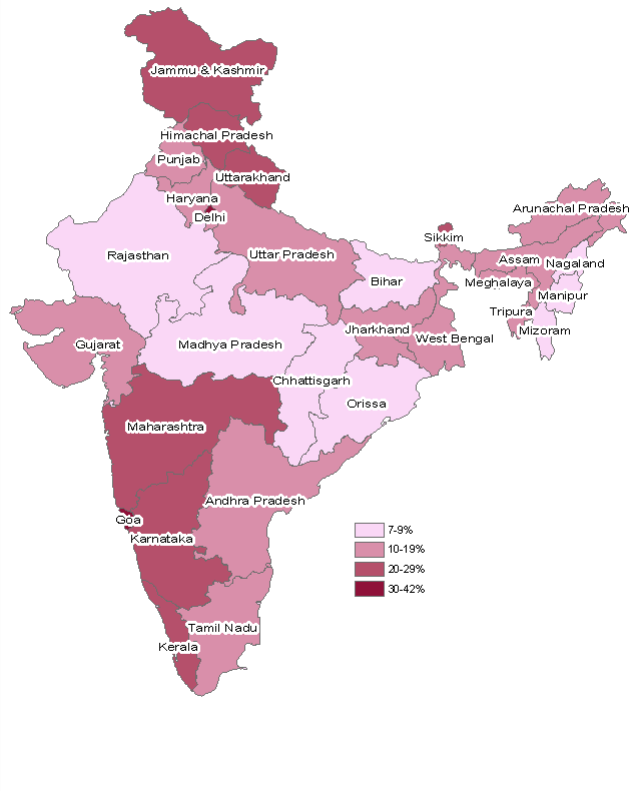 Jammu & Kashmir
Himachal Pradesh
Punjab
Uttarakhand
Haryana
Delhi
Arunachal Pradesh
Sikkim
Rajasthan
Uttar Pradesh
Assam
Nagaland
Bihar
Meghalaya
Manipur
Tripura
Jharkhand
Mizoram
West Bengal
Gujarat
Madhya Pradesh
Chhattisgarh
Orissa
Maharashtra
Andhra Pradesh
Goa
Karnataka
7-9%
10-19%
20-29%
30-42%
Tamil Nadu
Kerala